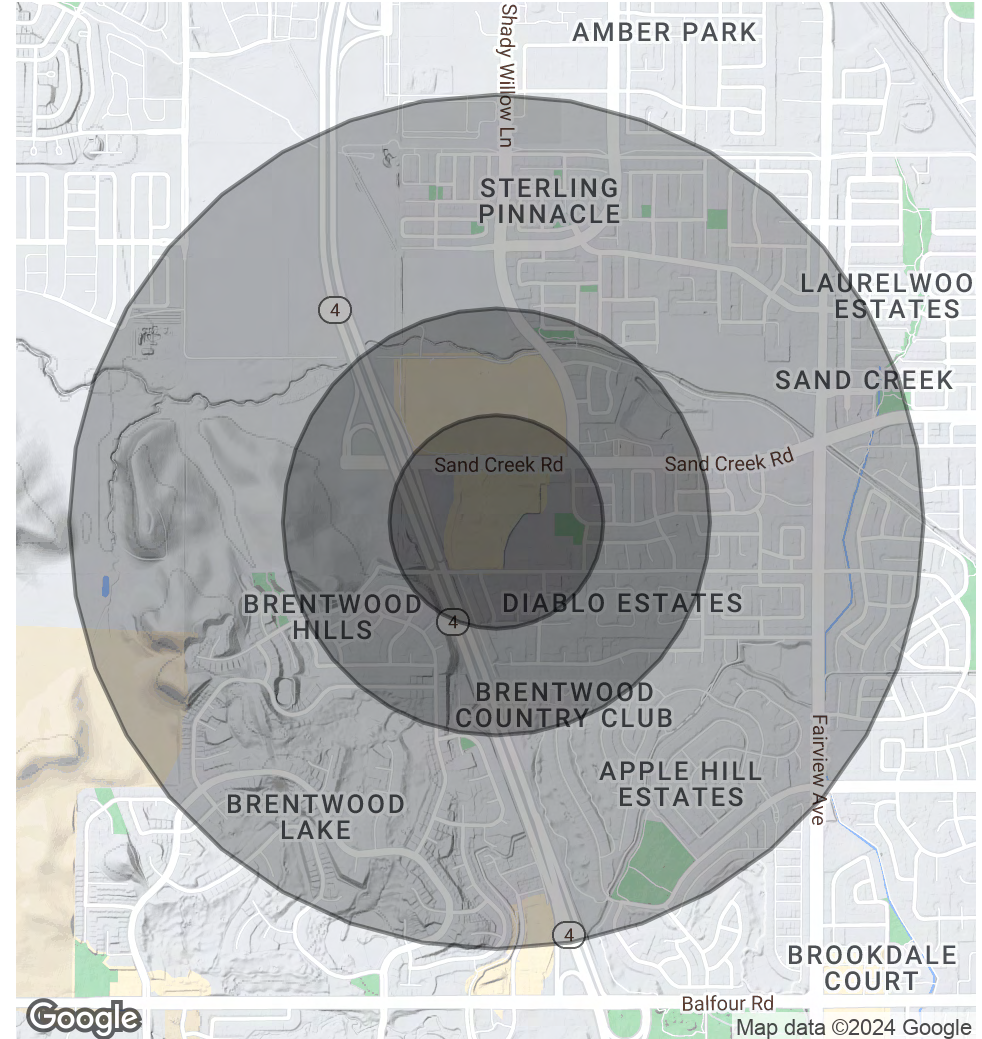 AMBER PARK
Shady Willow Ln
STERLING
PINNACLE
LAURELWOO
ESTATES
4
SAND CREEK
Sand Creek Rd
Sand Creek Rd
BRENTWOOD
HILLS
DIABLO ESTATES
4
BRENTWOOD
COUNTRY CLUB
Fairview Ave
APPLE HILL
ESTATES
BRENTWOOD
LAKE
4
BROOKDALE
COURT
Balfour Rd
Google
Map data ©2024 Google